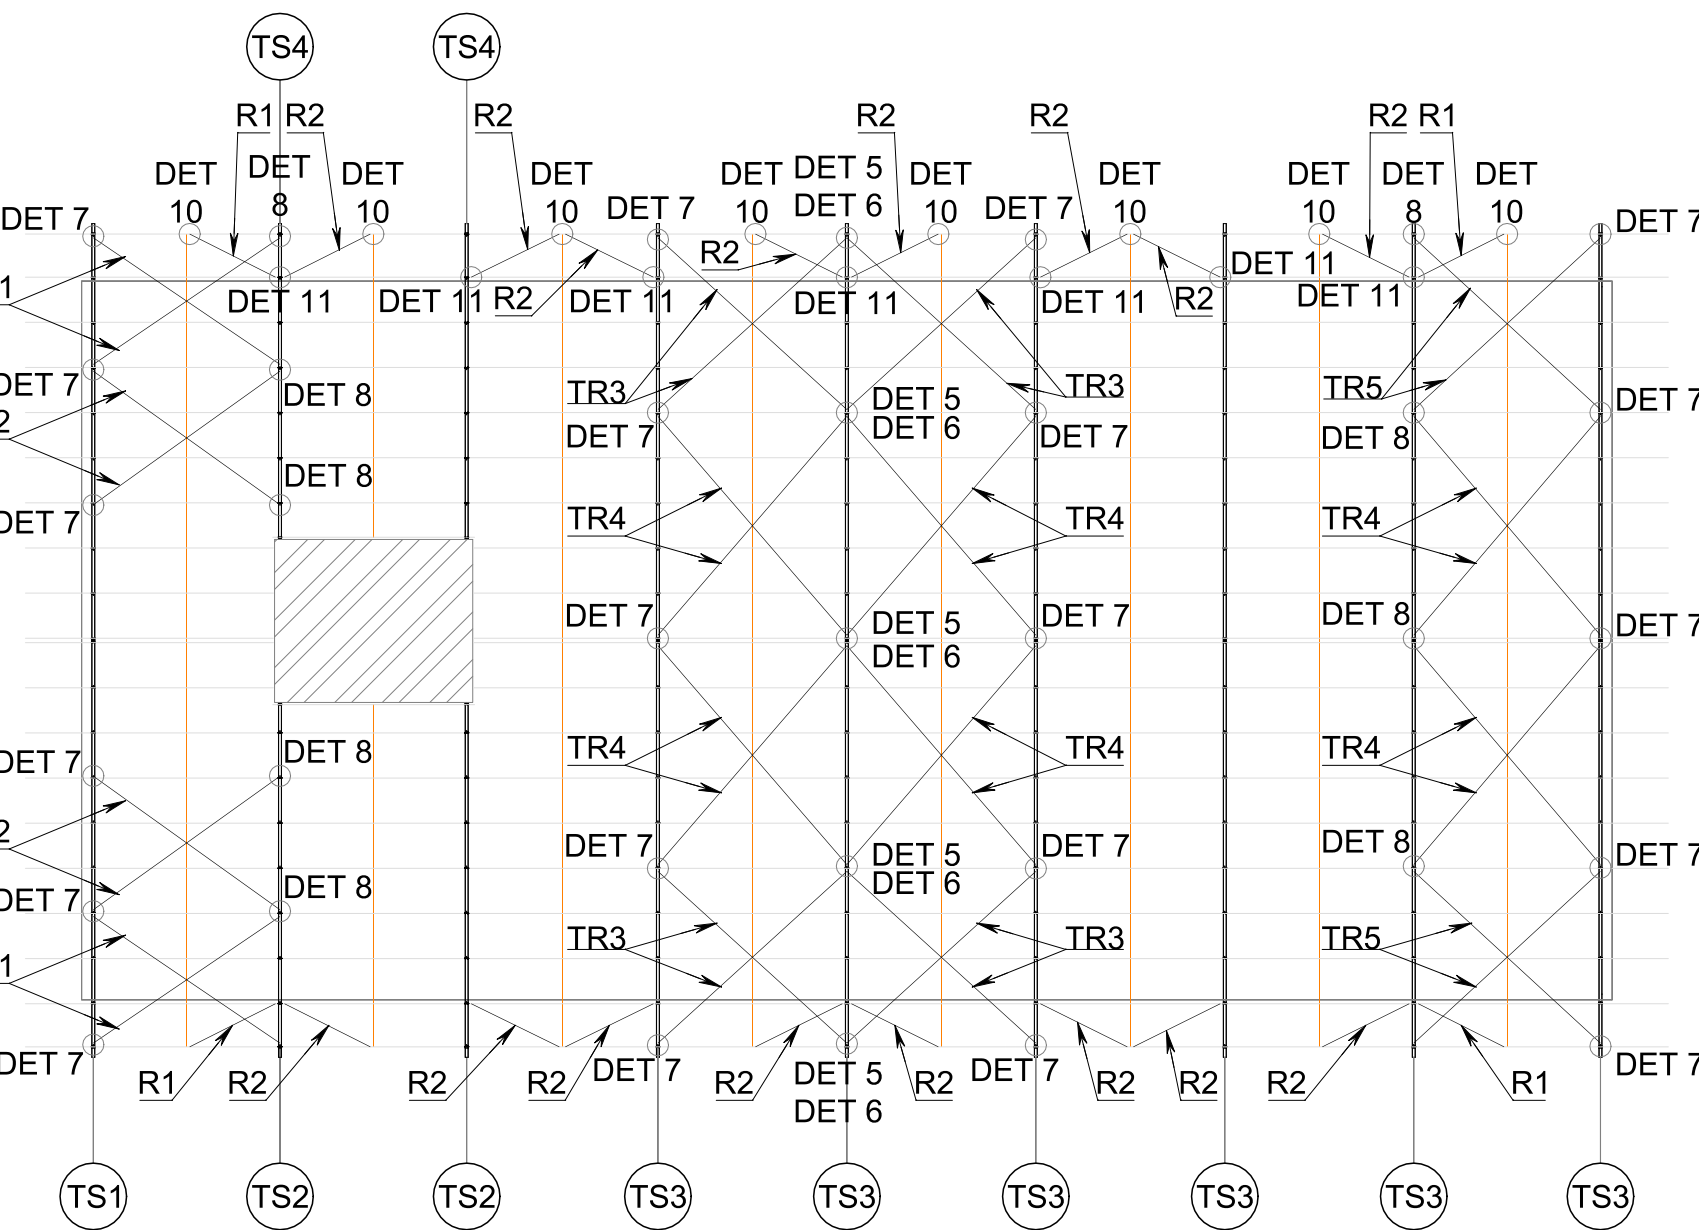 TS4 TS4
R1 R2 R2 R2 R2 R2 R1
DET DET DET DET DET DET 5 DET DET DET DET DET
10 8 10 10 10 DET 6 10 10 10 8 10
DET 7 DET 7 DET 7 DET 7
R2
1 DET 11 DET 11 R2 DET 11 DET 11 DET 11 R2 DET 11 DET 11
DET 7 DET 8 TR3 DET 5 TR3 TR5 DET 7
2 DET 7 DET 6 DET 7 DET 8
DET 8
DET 7 TR4 TR4 TR4
DET 7 DET 5 DET 7 DET 8 DET 7
DET 6
DET 7 DET 8 TR4 TR4 TR4
2 DET 7 DET 5 DET 7 DET 8 DET 7
DET 7 DET 8 DET 6
1 TR3 TR3 TR5
DET 7 DET 7 DET 5 DET 7 DET 7
R1 R2 R2 R2 R2 R2 R2 R2 R2 R1
DET 6
TS1 TS2 TS2 TS3 TS3 TS3 TS3 TS3 TS3